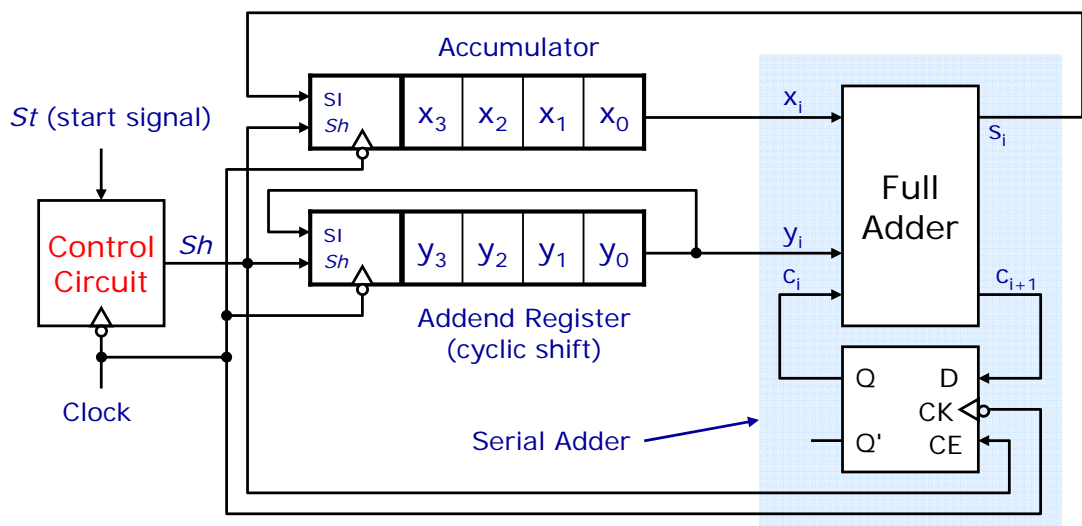 Accumulator
St (start signal)
SI
Sh
x3 x2 x1 x0
xi
si
Full
Adder
Control
Circuit
Sh
SI
Sh
y3 y2 y1 y0
yi
ci
ci+1
Addend Register
(cyclic shift)
Clock
Serial Adder
Q
D
CK
Q'
CE